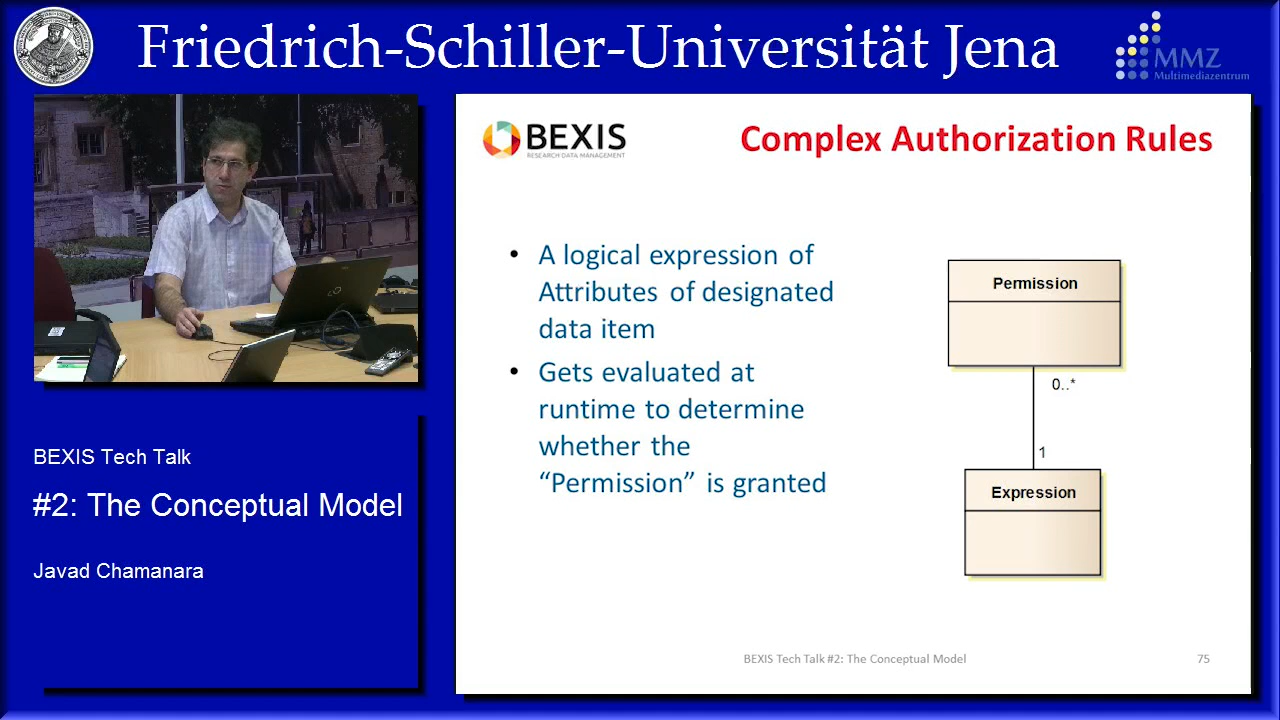 Friedrich-Schiller-Universität Jena
MMZ
Multimediazentrum
BEXIS Tech Talk
#2: The Conceptual Model
Javad Chamanara
BEXIS
RESEARCH DATA MANAGEMENT
Complex Authorization Rules
• A logical expression of
Attributes of designated
data item
• Gets evaluated at
runtime to determine
whether the
“Permission” is granted
Permission
0..*
1
Expression
BEXIS Tech Talk #2: The Conceptual Model
75